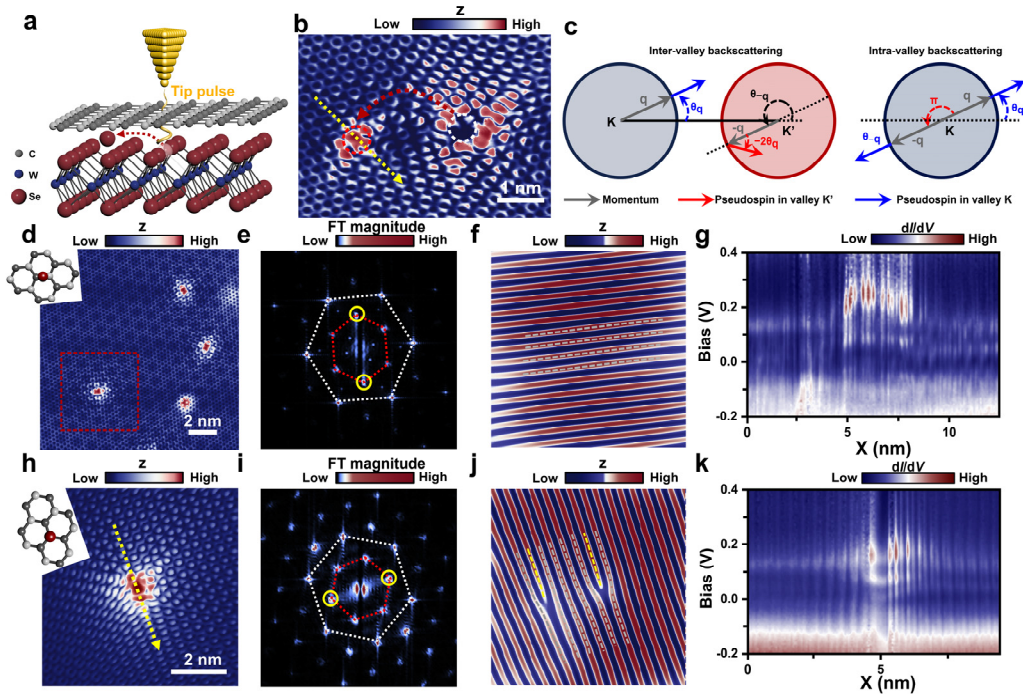 a
Tip pulse
C
W
Se
b
z
Low
High
1 nm
c
Inter-valley backscattering
Intra-valley backscattering
q
θq
K
θ-q
-q
K'
-2θq
q
θq
π
K
θ-q
-q
Momentum
Pseudospin in valley K'
Pseudospin in valley K
d
z
Low
High
2 nm
e
FT magnitude
Low
High
f
z
Low
High
g
dI/dV
Low
High
Bias (V)
0.4
0.2
0.0
-0.2
0
5
10
X (nm)
h
z
Low
High
2 nm
i
FT magnitude
Low
High
j
z
Low
High
k
dI/dV
Low
High
Bias (V)
0.4
0.2
0.0
-0.2
0
5
X (nm)